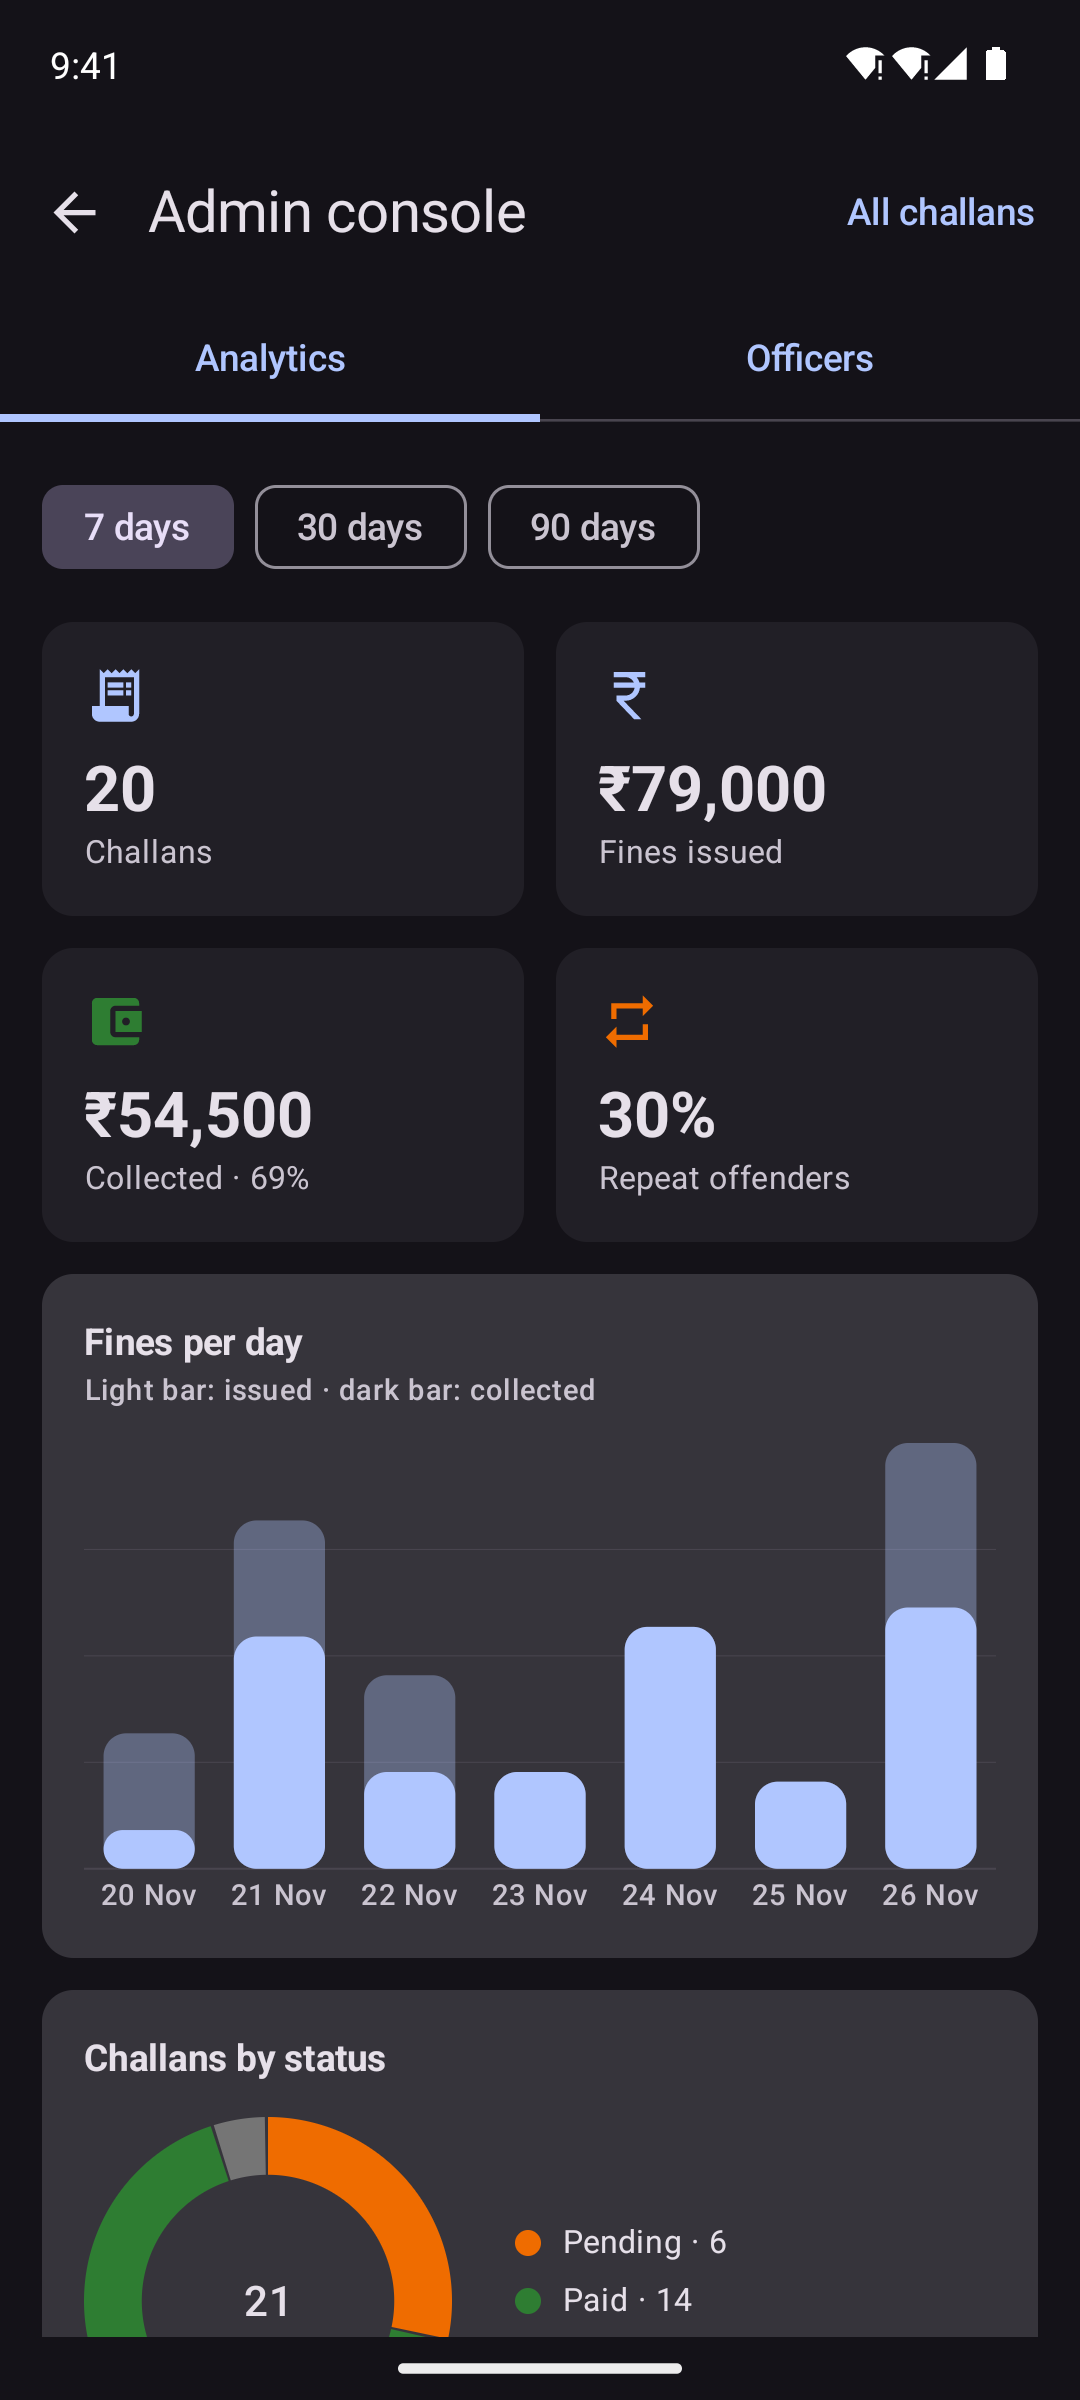 9:41
Admin console
All challans
Analytics
Officers
7 days
30 days
90 days
20
Challans
₹79,000
Fines issued
₹54,500
Collected · 69%
30%
Repeat offenders
Fines per day
Light bar: issued · dark bar: collected
20 Nov
21 Nov
22 Nov
23 Nov
24 Nov
25 Nov
26 Nov
Challans by status
21
Pending · 6
Paid · 14